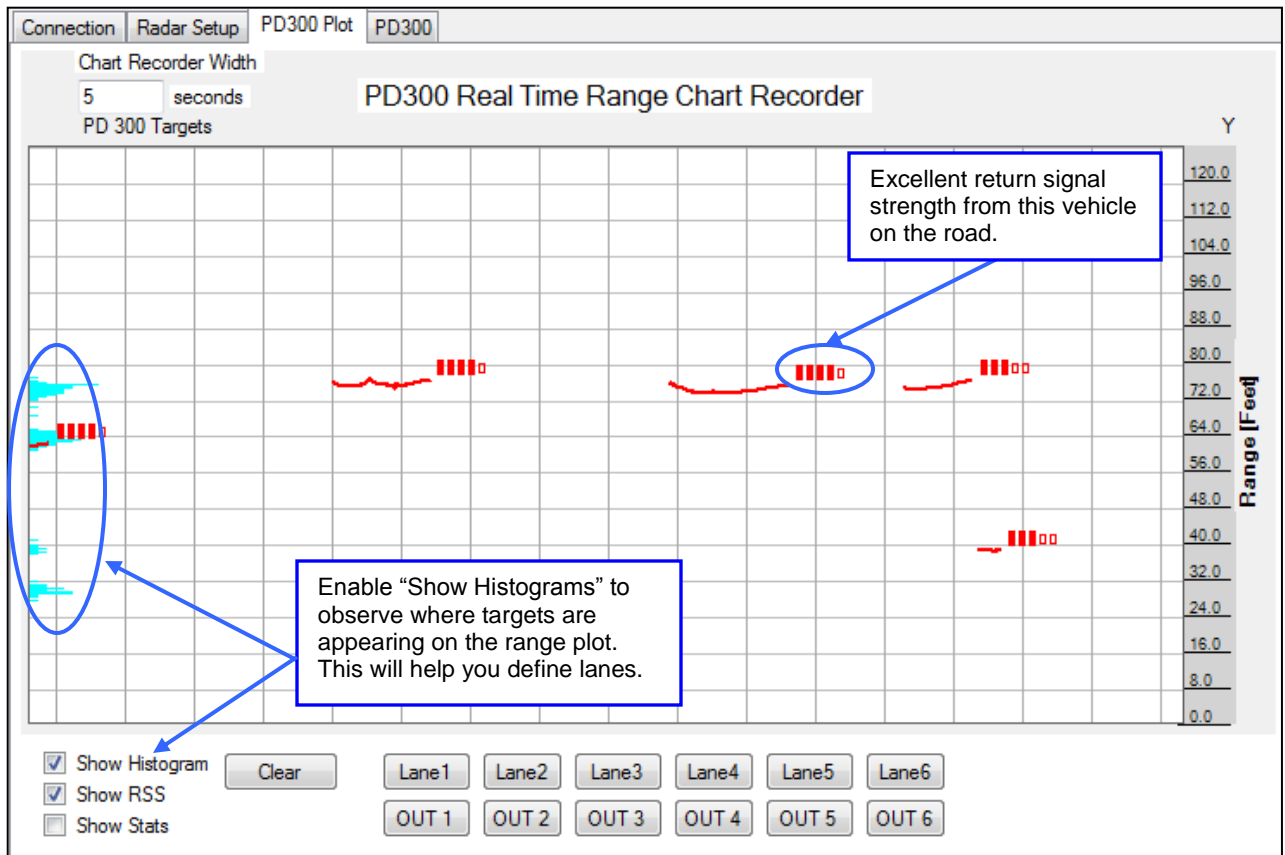 Connection Radar Setup PD300 Plot PD300
Chart Recorder Width
5 seconds
PD300 Real Time Range Chart Recorder
PD 300 Targets
Y
120.0
112.0
104.0
96.0
88.0
80.0
72.0
64.0
56.0
48.0
40.0
32.0
24.0
16.0
8.0
0.0
Range [Feet]
Excellent return signal
strength from this vehicle
on the road.
Enable “Show Histograms” to
observe where targets are
appearing on the range plot.
This will help you define lanes.
Show Histogram
Show RSS
Show Stats
Clear
Lane1 Lane2 Lane3 Lane4 Lane5 Lane6
OUT 1 OUT 2 OUT 3 OUT 4 OUT 5 OUT 6